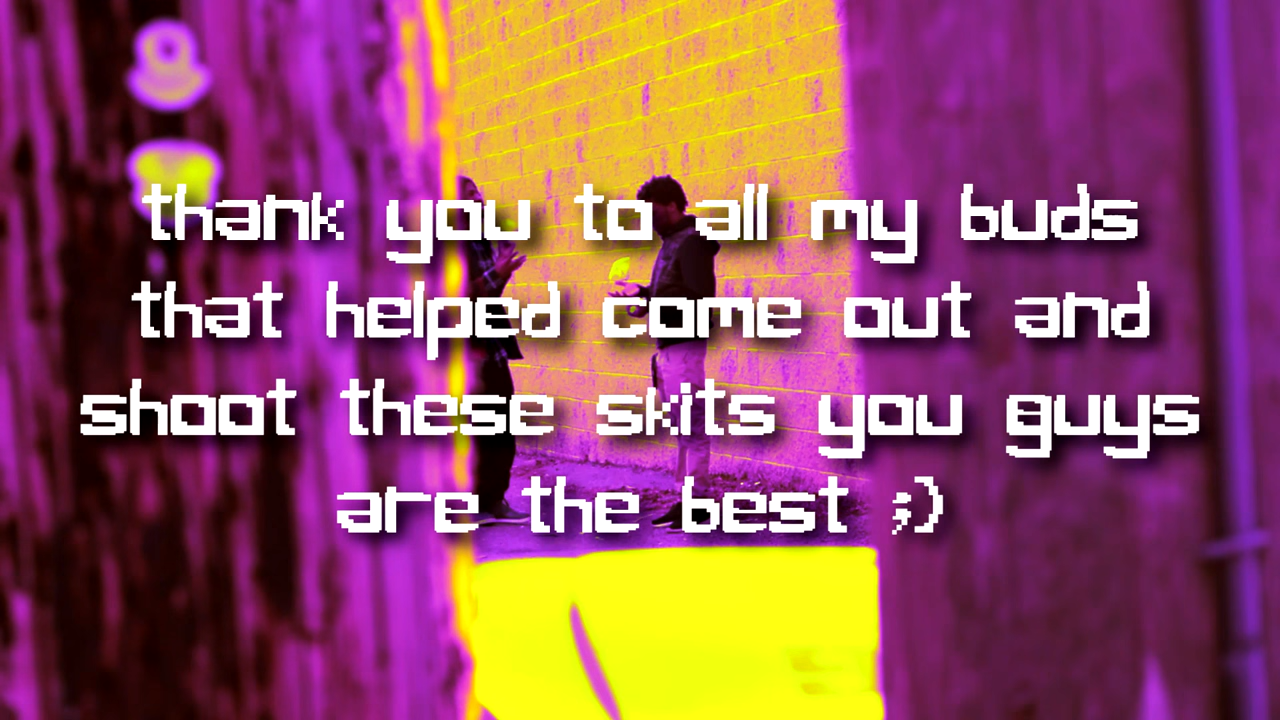 thank you to all my buds
that helped come out and
shoot these skits you guys
are the best ;)